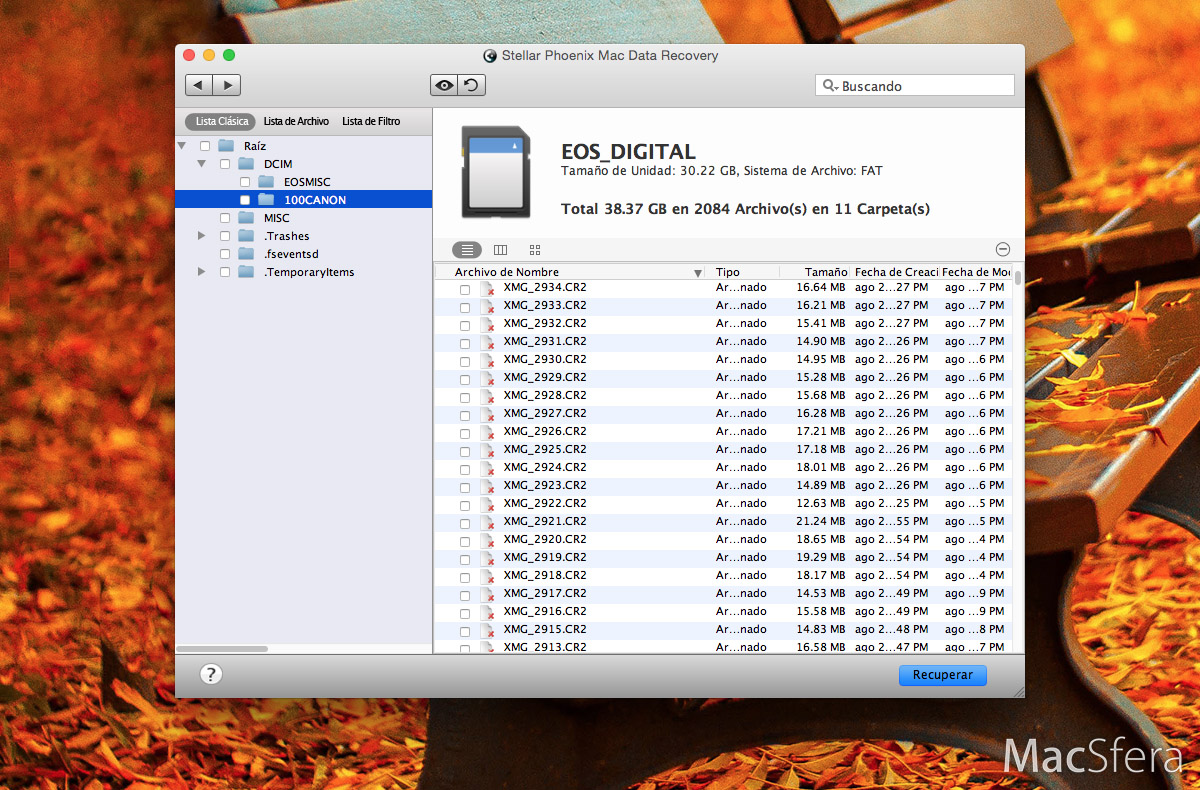 Stellar Phoenix Mac Data Recovery
Buscando
Lista Clásica Lista de Archivo Lista de Filtro
Raíz
DCIM
EOSMISC
100CANON
MISC
.Trashes
.fseventsd
.TemporaryItems
EOS_DIGITAL
Tamaño de Unidad: 30.22 GB, Sistema de Archivo: FAT
Total 38.37 GB en 2084 Archivo(s) en 11 Carpeta(s)
Archivo de Nombre Tipo Tamaño Fecha de Creaci Fecha de Mo
XMG_2934.CR2 Ar...nado 16.64 MB ago 2...27 PM ago ...7 PM
XMG_2933.CR2 Ar...nado 16.21 MB ago 2...27 PM ago ...7 PM
XMG_2932.CR2 Ar...nado 15.41 MB ago 2...27 PM ago ...7 PM
XMG_2931.CR2 Ar...nado 14.90 MB ago 2...26 PM ago ...7 PM
XMG_2930.CR2 Ar...nado 14.95 MB ago 2...26 PM ago ...6 PM
XMG_2929.CR2 Ar...nado 15.28 MB ago 2...26 PM ago ...6 PM
XMG_2928.CR2 Ar...nado 15.68 MB ago 2...26 PM ago ...6 PM
XMG_2927.CR2 Ar...nado 16.28 MB ago 2...26 PM ago ...6 PM
XMG_2926.CR2 Ar...nado 17.21 MB ago 2...26 PM ago ...6 PM
XMG_2925.CR2 Ar...nado 17.18 MB ago 2...26 PM ago ...6 PM
XMG_2924.CR2 Ar...nado 18.01 MB ago 2...26 PM ago ...6 PM
XMG_2923.CR2 Ar...nado 14.89 MB ago 2...26 PM ago ...6 PM
XMG_2922.CR2 Ar...nado 12.63 MB ago 2...25 PM ago ...5 PM
XMG_2921.CR2 Ar...nado 21.24 MB ago 2...55 PM ago ...5 PM
XMG_2920.CR2 Ar...nado 18.65 MB ago 2...54 PM ago ...4 PM
XMG_2919.CR2 Ar...nado 19.29 MB ago 2...54 PM ago ...4 PM
XMG_2918.CR2 Ar...nado 18.17 MB ago 2...54 PM ago ...4 PM
XMG_2917.CR2 Ar...nado 14.53 MB ago 2...49 PM ago ...9 PM
XMG_2916.CR2 Ar...nado 15.58 MB ago 2...49 PM ago ...9 PM
XMG_2915.CR2 Ar...nado 14.83 MB ago 2...48 PM ago ...8 PM
XMG_2913.CR2 Ar...nado 16.58 MB ago 2...47 PM ago ...7 PM
?
Recuperar
MacSfera